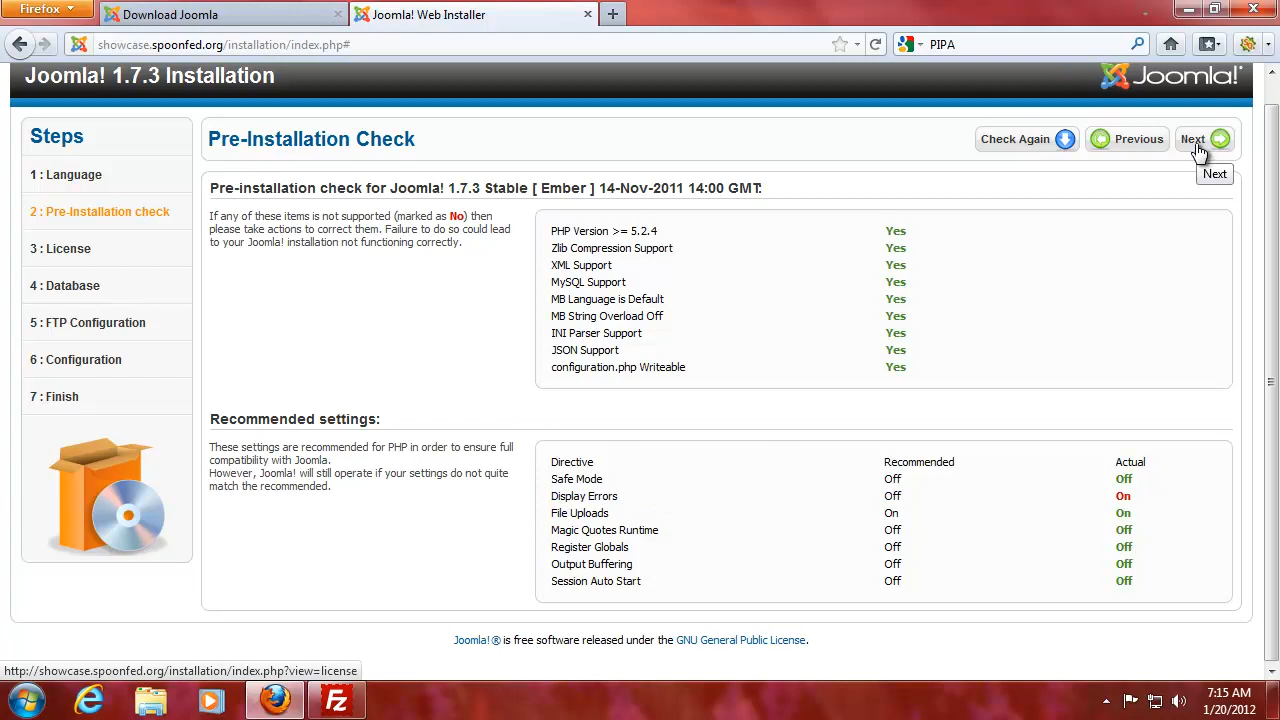 Firefox
Download Joomla
Joomla! Web Installer
showcase.spoonfed.org/installation/index.php#
PIPA
Joomla! 1.7.3 Installation
Joomla!
Steps
1 : Language
2 : Pre-Installation check
3 : License
4 : Database
5 : FTP Configuration
6 : Configuration
7 : Finish
Pre-Installation Check
Check Again
Previous
Next
Next
Pre-installation check for Joomla! 1.7.3 Stable [ Ember ] 14-Nov-2011 14:00 GMT:
If any of these items is not supported (marked as No) then
please take actions to correct them. Failure to do so could lead
to your Joomla! installation not functioning correctly.
PHP Version >= 5.2.4 Yes
Zlib Compression Support Yes
XML Support Yes
MySQL Support Yes
MB Language is Default Yes
MB String Overload Off Yes
INI Parser Support Yes
JSON Support Yes
configuration.php Writeable Yes
Recommended settings:
These settings are recommended for PHP in order to ensure full
compatibility with Joomla.
However, Joomla! will still operate if your settings do not quite
match the recommended.
Directive Recommended Actual
Safe Mode Off Off
Display Errors Off On
File Uploads On On
Magic Quotes Runtime Off Off
Register Globals Off Off
Output Buffering Off Off
Session Auto Start Off Off
Joomla!® is free software released under the GNU General Public License.
http://showcase.spoonfed.org/installation/index.php?view=license
Fz
7:15 AM
1/20/2012